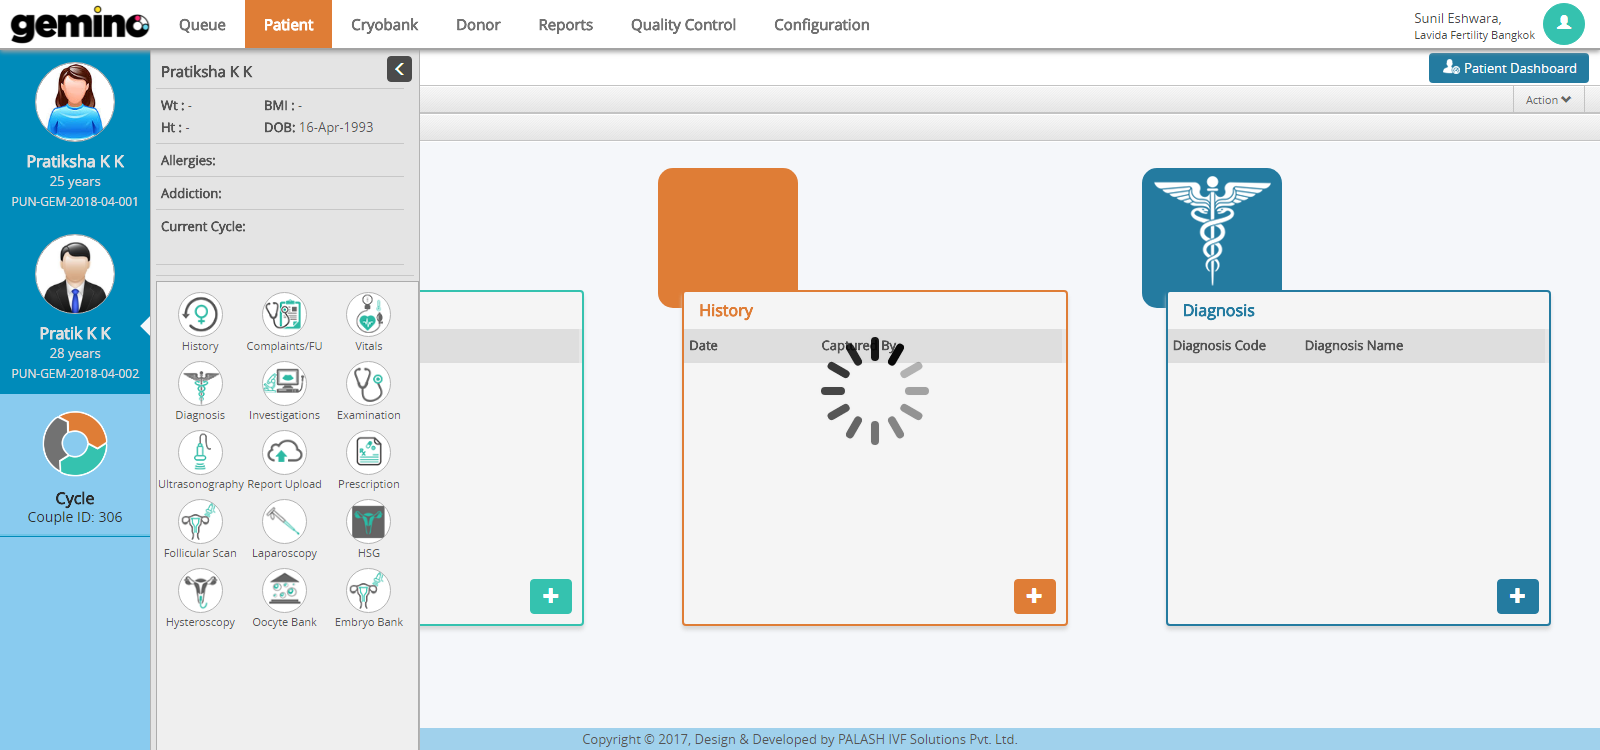 gemino
Queue
Patient
Cryobank
Donor
Reports
Quality Control
Configuration
Sunil Eshwara,
Lavida Fertility Bangkok
Pratiksha K K
25 years
PUN-GEM-2018-04-001
Pratik K K
28 years
PUN-GEM-2018-04-002
Cycle
Couple ID: 306
Pratiksha K K
Wt : - BMI : -
Ht : - DOB: 16-Apr-1993
Allergies:
Addiction:
Current Cycle:
History Complaints/FU Vitals
Diagnosis Investigations Examination
Ultrasonography Report Upload Prescription
Follicular Scan Laparoscopy HSG
Hysteroscopy Oocyte Bank Embryo Bank
Patient Dashboard
Action
History
Date Captured By
Diagnosis
Diagnosis Code Diagnosis Name
Copyright © 2017, Design & Developed by PALASH IVF Solutions Pvt. Ltd.